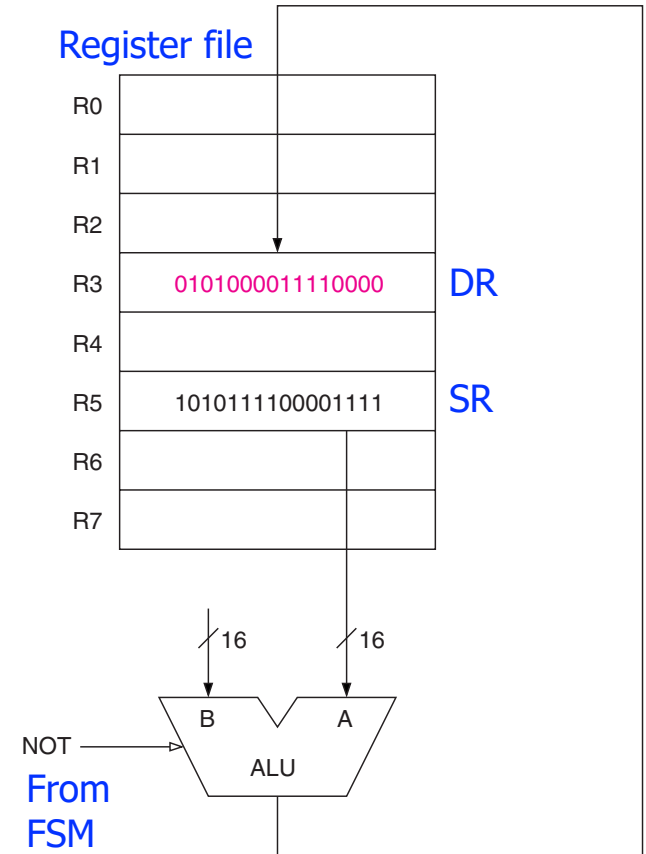 Register file
R0
R1
R2
R3 0101000011110000 DR
R4
R5 1010111100001111 SR
R6
R7
16 16
B A
NOT
ALU
From
FSM